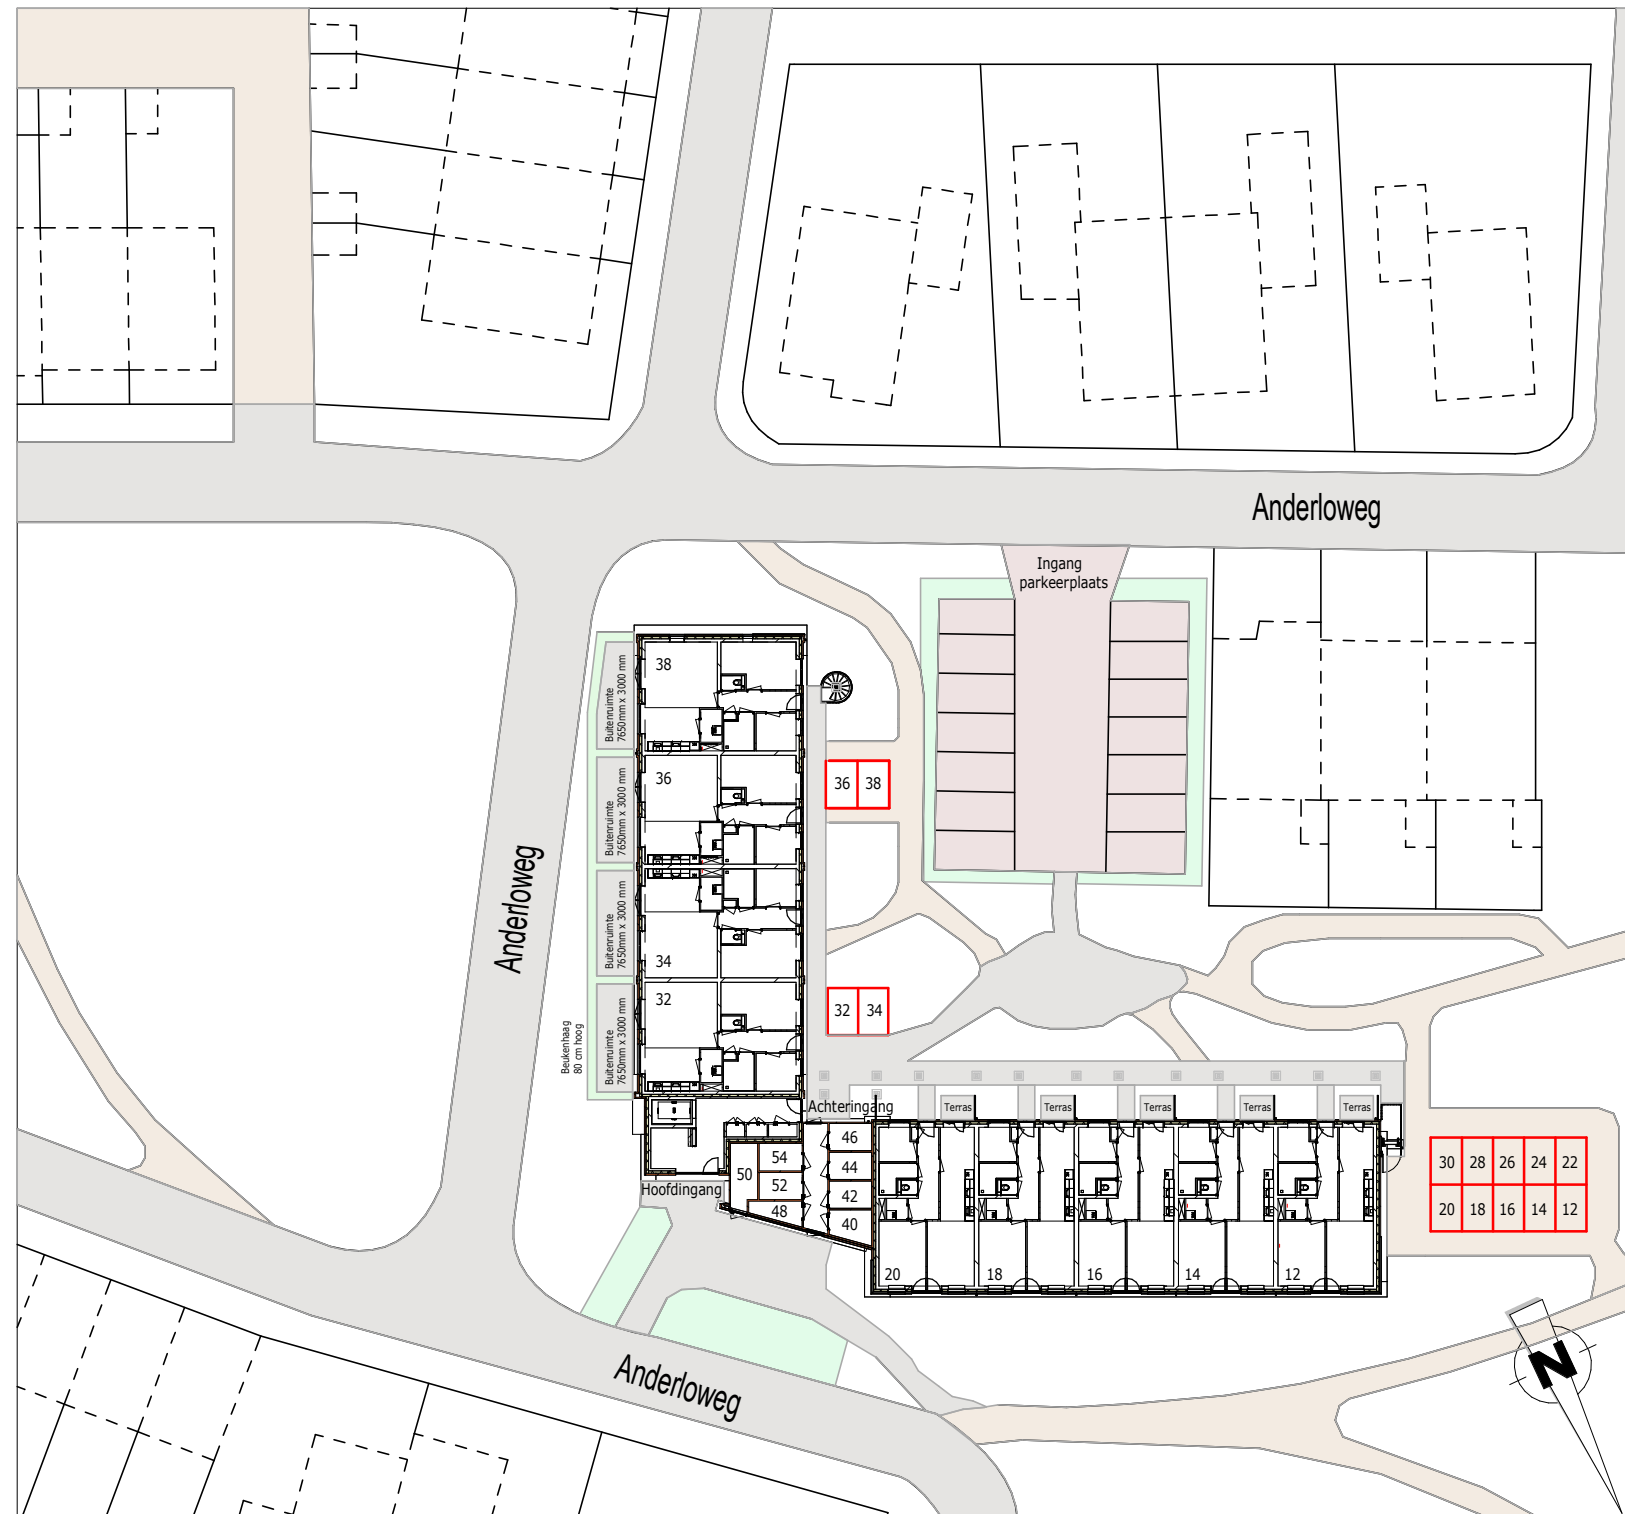 Anderloweg
Ingang
parkeerplaats
38
Buitenruimte
7650mm x 3000 mm
36
Buitenruimte
7650mm x 3000 mm
36 38
Anderloweg
34
Buitenruimte
7650mm x 3000 mm
32
Buitenruimte
7650mm x 3000 mm
32 34
Beukenhaag
80 cm hoog
Achteringang
Terras
Terras
Terras
Terras
Terras
46
54
44
50
52
42
48
40
Hoofdingang
20
18
16
14
12
30 28 26 24 22
20 18 16 14 12
Anderloweg
N